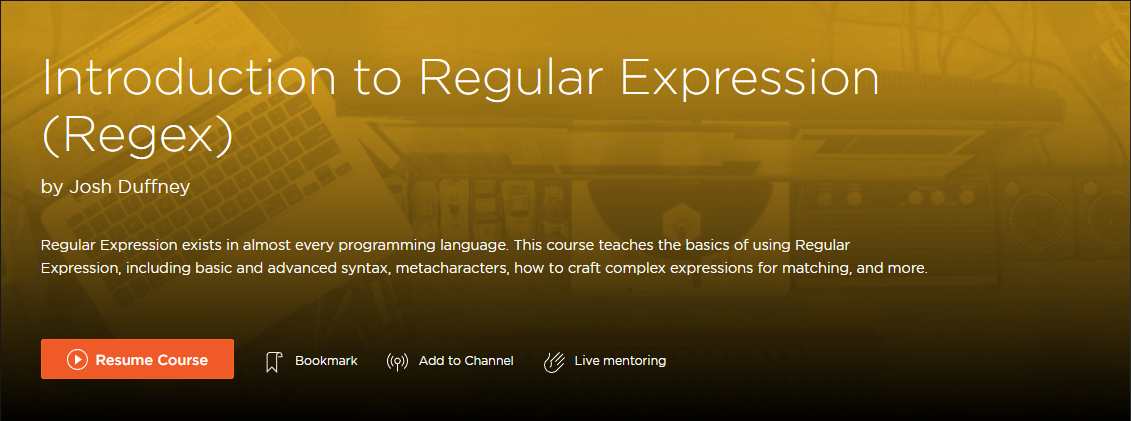 Introduction to Regular Expression
(Regex)
by Josh Duffney
Regular Expression exists in almost every programming language. This course teaches the basics of using Regular
Expression, including basic and advanced syntax, metacharacters, how to craft complex expressions for matching, and more.
Resume Course
Bookmark
Add to Channel
Live mentoring